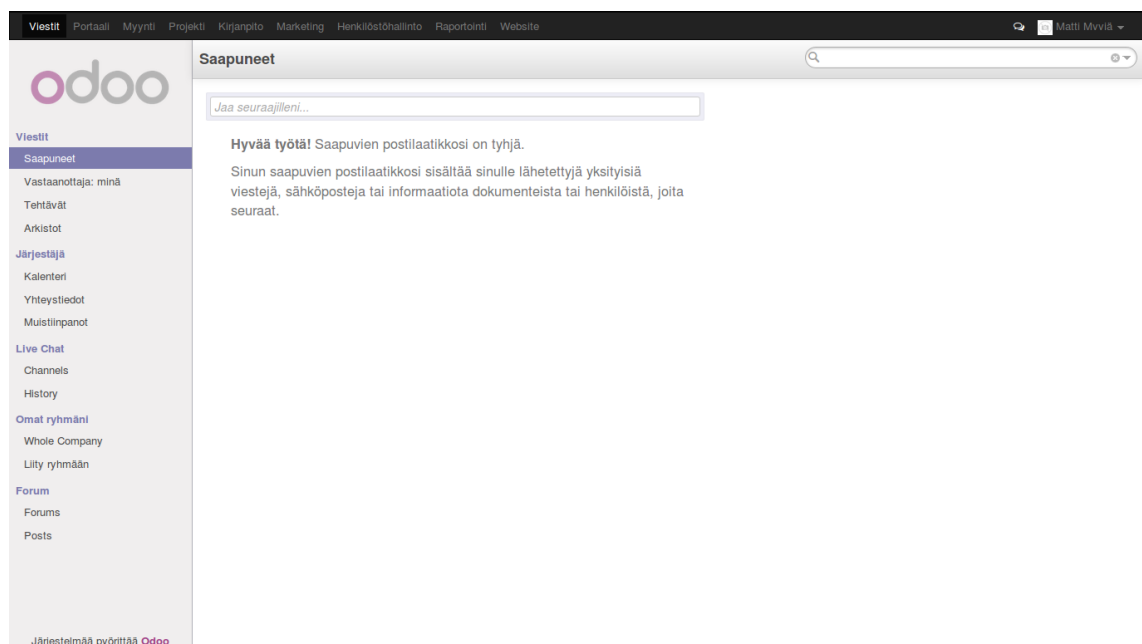 Viestit Portaali Myynti Projekti Kirjanpito Marketing Henkilöstöhallinto Raportointi Website Matti Myyiä
odoo
Saapuneet
Jaa seuraajilleni...
Hyvää työtä! Saapuvien postilaatikkosi on tyhjä.
Sinun saapuvien postilaatikkosi sisältää sinulle lähetettyjä yksityisiä
viestejä, sähköposteja tai informaatiota dokumenteista tai henkilöistä, joita
seuraat.
Viestit
Saapuneet
Vastaanottaja: minä
Tehtävät
Arkistot
Järjestäjä
Kalenteri
Yhteystiedot
Muistiinpanot
Live Chat
Channels
History
Omat ryhmäni
Whole Company
Liity ryhmään
Forum
Forums
Posts
Järjestelmää pyörittää Odoo